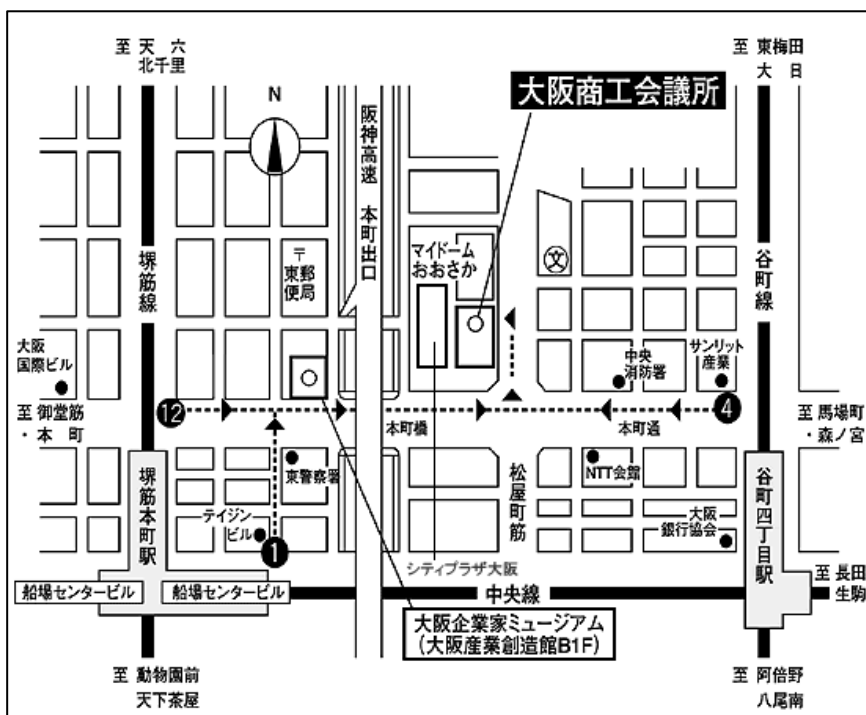 至 天 六
北千里
至 東梅田
大 日
N
大阪商工会議所
阪神高速 本町出口
〒
東郵
便局
マイドーム
おおさか
文
堺筋線
谷町線
大阪
国際ビル
中央
消防署
サンリット
産業
至 御堂筋
・本 町
12
4
至 馬場町
・森ノ宮
本町橋
本町通
東警察署
松屋町筋
NTT会館
堺筋本町駅
テイジン
ビル
1
大阪
銀行協会
谷町四丁目駅
シティプラザ大阪
船場センタービル
船場センタービル
中央線
至 長田
生駒
大阪企業家ミュージアム
(大阪産業創造館B1F)
至 動物園前
天下茶屋
至 阿倍野
八尾南